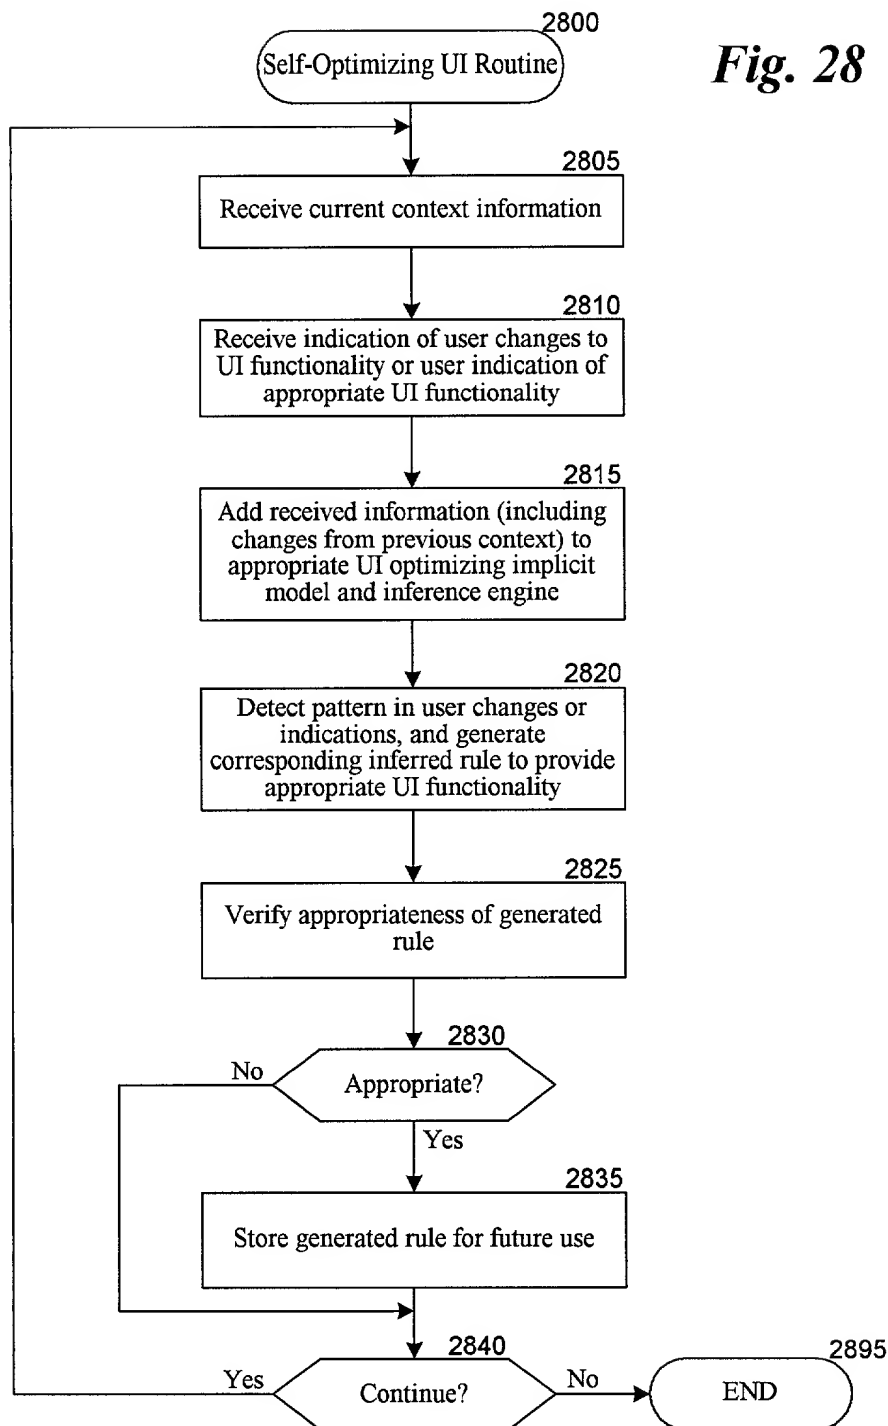 2800
Self-Optimizing UI Routine
Fig. 28
2805
Receive current context information
2810
Receive indication of user changes to
UI functionality or user indication of
appropriate UI functionality
2815
Add received information (including
changes from previous context) to
appropriate UI optimizing implicit
model and inference engine
2820
Detect pattern in user changes or
indications, and generate
corresponding inferred rule to provide
appropriate UI functionality
2825
Verify appropriateness of generated
rule
2830
No
Appropriate?
Yes
2835
Store generated rule for future use
2840
Yes
Continue?
No
2895
END